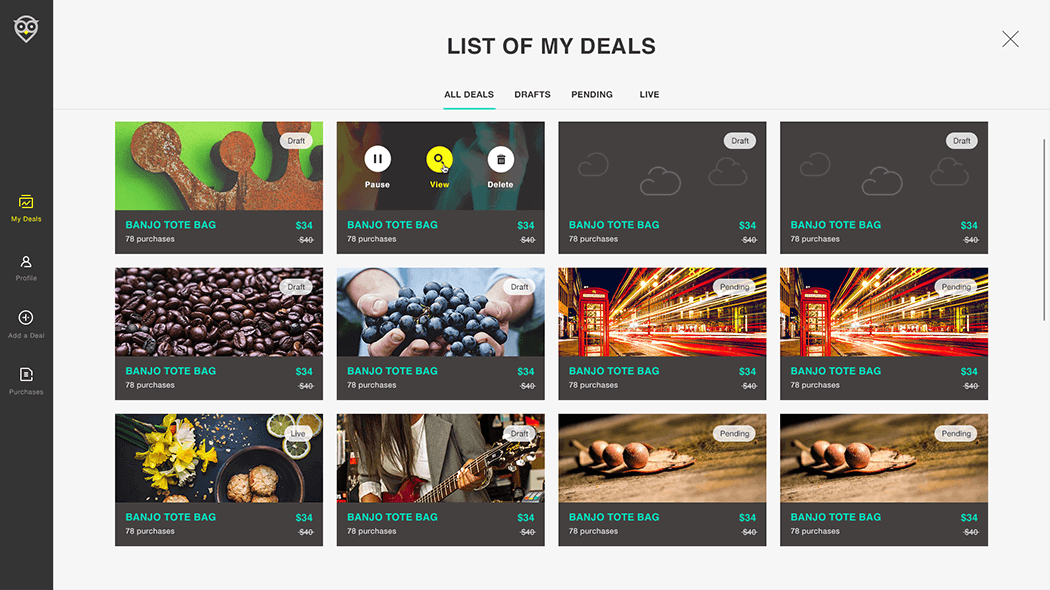 LIST OF MY DEALS
ALL DEALS DRAFTS PENDING LIVE
My Deals
Profile
Add a Deal
Purchases
Draft
BANJO TOTE BAG $34
78 purchases $40
Pause View Delete
BANJO TOTE BAG $34
78 purchases $40
Draft
BANJO TOTE BAG $34
78 purchases $40
Draft
BANJO TOTE BAG $34
78 purchases $40
Draft
BANJO TOTE BAG $34
78 purchases $40
Draft
BANJO TOTE BAG $34
78 purchases $40
Pending
BANJO TOTE BAG $34
78 purchases $40
Pending
BANJO TOTE BAG $34
78 purchases $40
Live
BANJO TOTE BAG $34
78 purchases $40
Draft
BANJO TOTE BAG $34
78 purchases $40
Pending
BANJO TOTE BAG $34
78 purchases $40
Pending
BANJO TOTE BAG $34
78 purchases $40